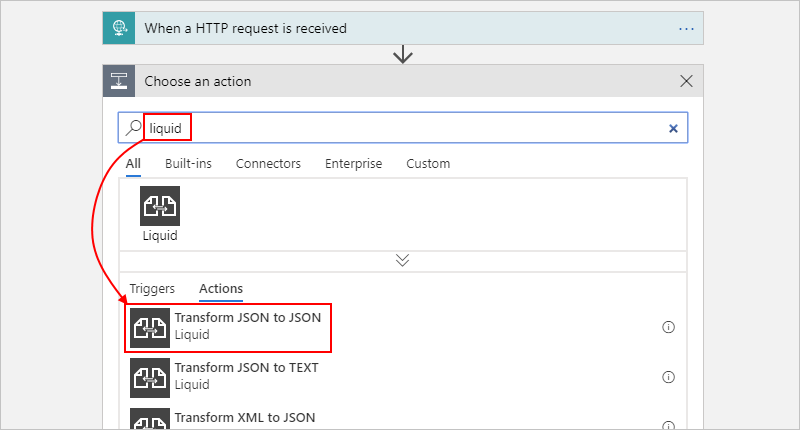 When a HTTP request is received
Choose an action
liquid
All Built-ins Connectors Enterprise Custom
Liquid
Triggers Actions
Transform JSON to JSON
Liquid
Transform JSON to TEXT
Liquid
Transform XML to JSON